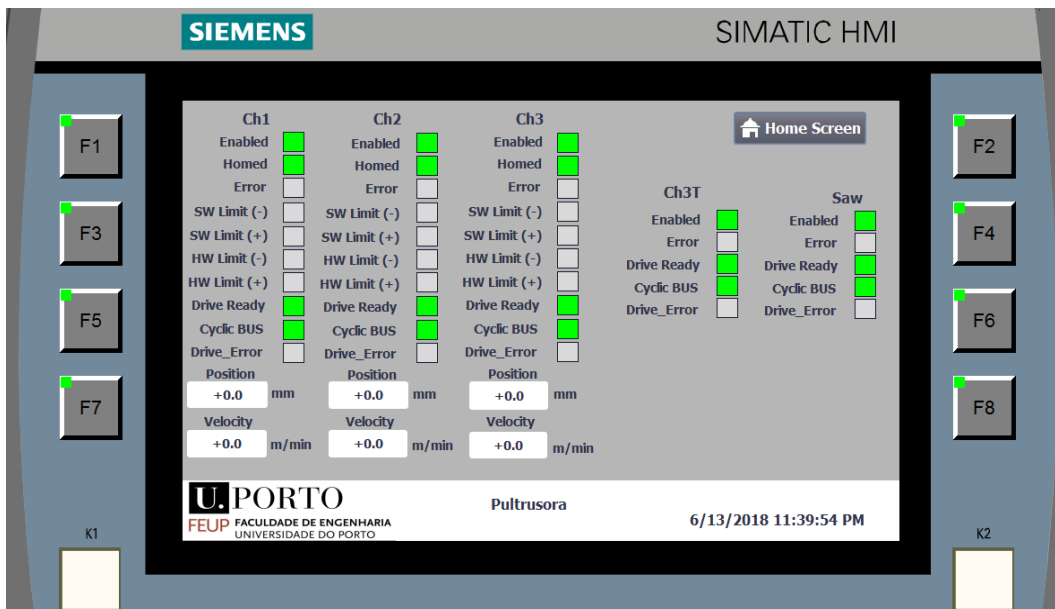 SIEMENS
SIMATIC HMI
F1
F3
F5
F7
K1
Ch1
Enabled
Homed
Error
SW Limit (-)
SW Limit (+)
HW Limit (-)
HW Limit (+)
Drive Ready
Cyclic BUS
Drive_Error
Position
+0.0 mm
Velocity
+0.0 m/min
Ch2
Enabled
Homed
Error
SW Limit (-)
SW Limit (+)
HW Limit (-)
HW Limit (+)
Drive Ready
Cyclic BUS
Drive_Error
Position
+0.0 mm
Velocity
+0.0 m/min
Ch3
Enabled
Homed
Error
SW Limit (-)
SW Limit (+)
HW Limit (-)
HW Limit (+)
Drive Ready
Cyclic BUS
Drive_Error
Position
+0.0 mm
Velocity
+0.0 m/min
Home Screen
Ch3T
Enabled
Error
Drive Ready
Cyclic BUS
Drive_Error
Saw
Enabled
Error
Drive Ready
Cyclic BUS
Drive_Error
U.PORTO
FEUP FACULDADE DE ENGENHARIA
UNIVERSIDADE DO PORTO
Pultrusora
6/13/2018 11:39:54 PM
F2
F4
F6
F8
K2